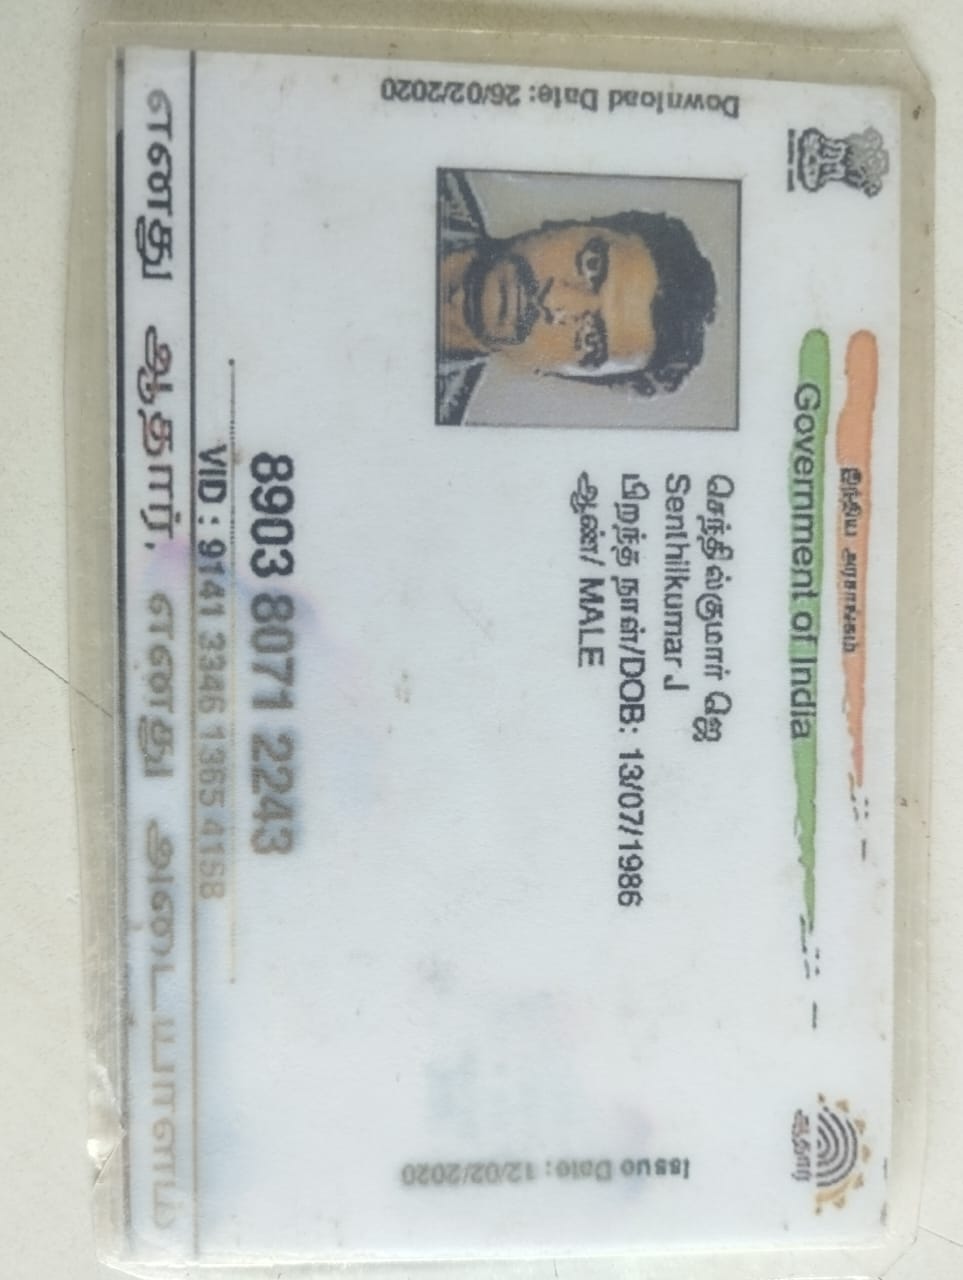 இந்திய அரசாங்கம்
Government of India
Download Date: 26/02/2020
செந்தில்குமார் ஜெ
Senthilkumar J
பிறந்த நாள்/DOB: 13/07/1986
ஆண்/ MALE
Issue Date: 12/02/2020
ஆதார்
8903 8071 2243
VID : 9141 3346 1365 4158
எனது ஆதார், எனது அடையாளம்